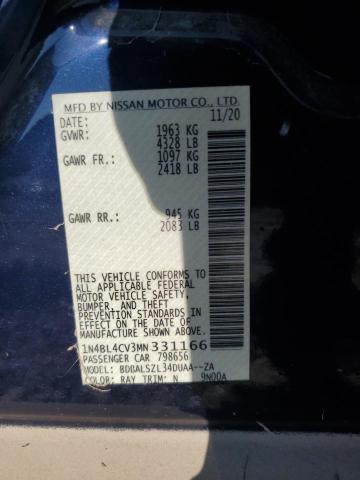 MFD BY NISSAN MOTOR CO., LTD.
DATE: 11/20
GVWR: 1963 KG
4328 LB
GAWR FR.: 1097 KG
2418 LB
GAWR RR.: 945 KG
2083 LB
THIS VEHICLE CONFORMS TO
ALL APPLICABLE FEDERAL
MOTOR VEHICLE SAFETY,
BUMPER, AND THEFT
PREVENTION STANDARDS IN
EFFECT ON THE DATE OF
MANUFACTURE SHOWN ABOVE.
1N4BL4CV3MN331166
PASSENGER CAR 798656
MODEL: BDBALSZL34DUAA--ZA
COLOR: RAY TRIM: N 9N00A